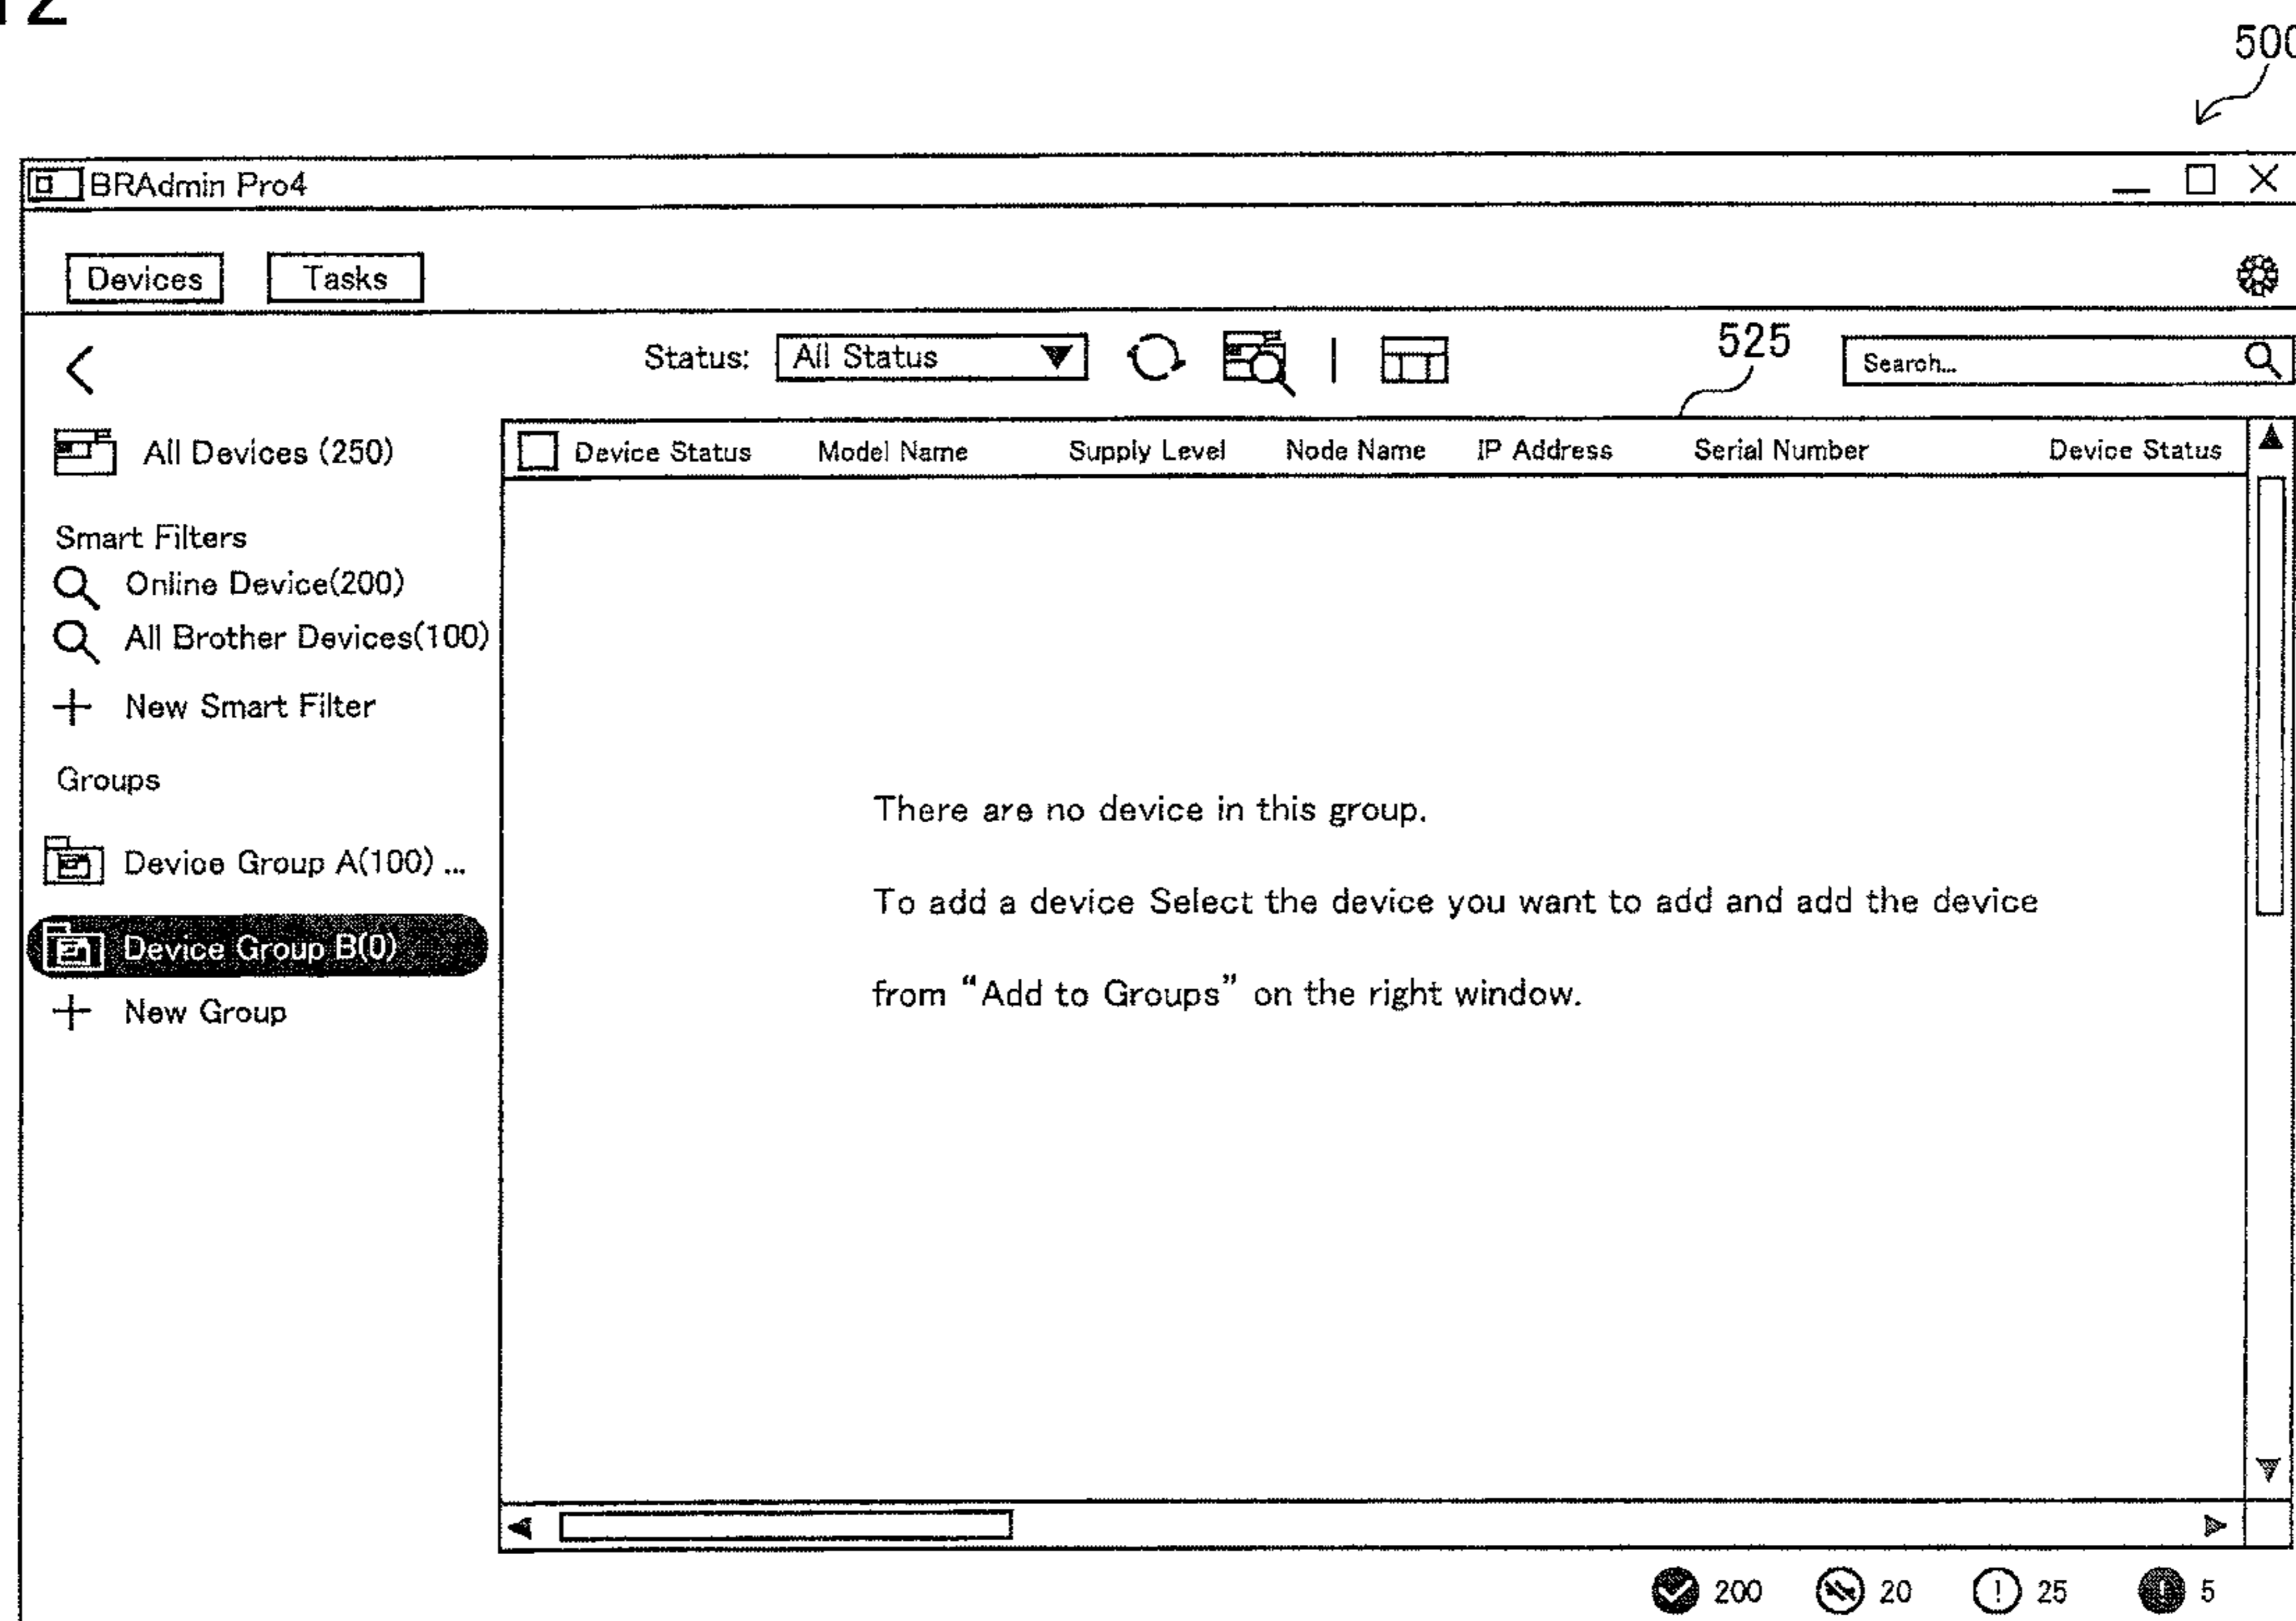 12
500
BRAdmin Pro4
Devices Tasks
Status: All Status 525 Search...
All Devices (250)
Device Status Model Name Supply Level Node Name IP Address Serial Number Device Status
Smart Filters
Online Device(200)
All Brother Devices(100)
New Smart Filter
Groups
Device Group A(100) ...
Device Group B(0)
New Group
There are no device in this group.
To add a device Select the device you want to add and add the device
from “Add to Groups” on the right window.
200 20 25 5